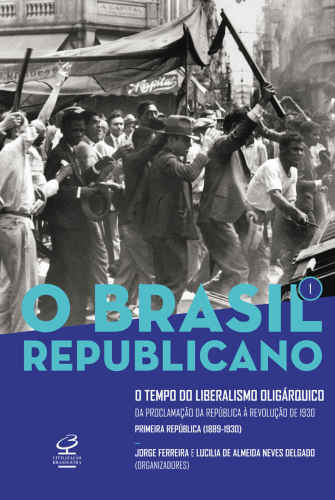 O BRASIL
1
REPUBLICANO
O TEMPO DO LIBERALISMO OLIGÁRQUICO
DA PROCLAMAÇÃO DA REPÚBLICA À REVOLUÇÃO DE 1930
PRIMEIRA REPÚBLICA (1889-1930)
JORGE FERREIRA E LUCILIA DE ALMEIDA NEVES DELGADO
(ORGANIZADORES)
CIVILIZAÇÃO
BRASILEIRA